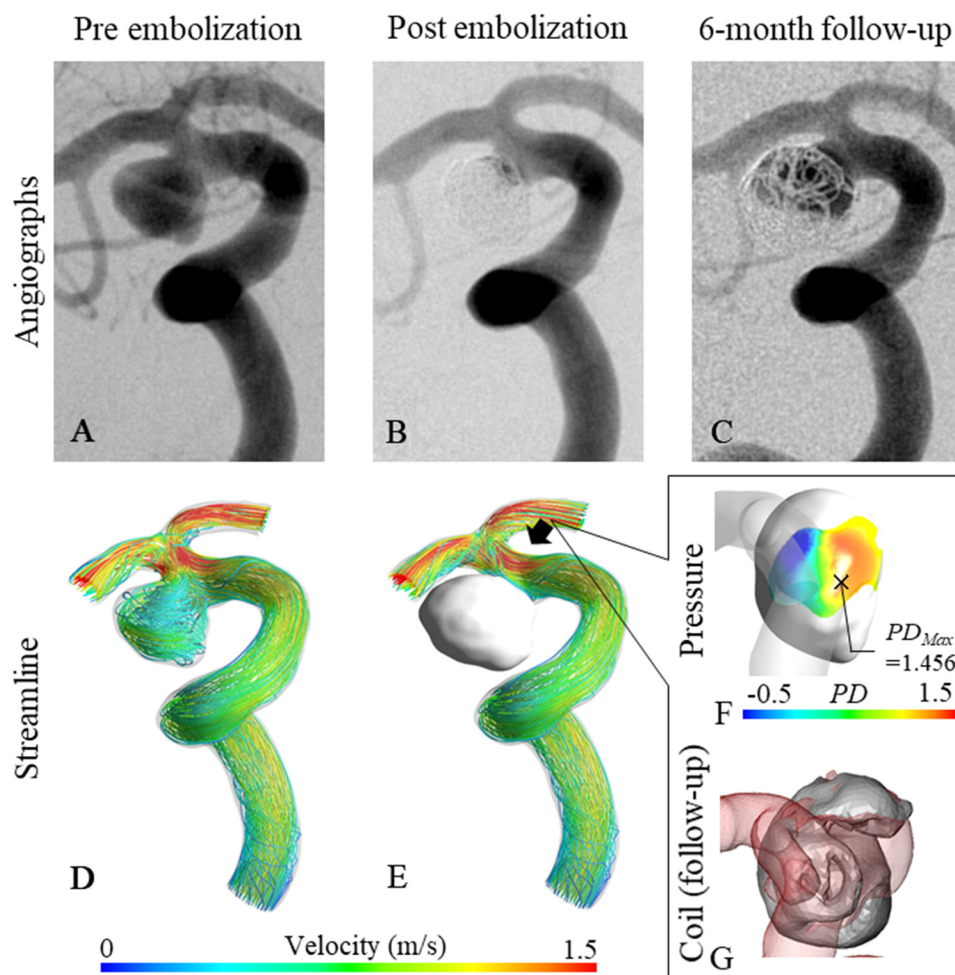 Pre embolization
Post embolization
6-month follow-up
Angiographs
A
B
C
Streamline
D
E
Pressure
PD_Max
=1.456
-0.5 PD 1.5
F
Coil (follow-up)
G
0 Velocity (m/s) 1.5